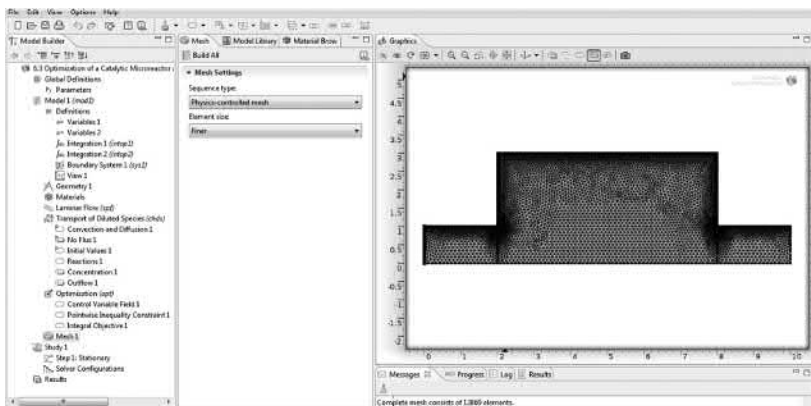 File Edit View Options Help
Model Builder
6.3 Optimization of a Catalytic Microreactor
Global Definitions
Parameters
Model 1 (mod1)
Definitions
Variables 1
Variables 2
Integration 1 (intop1)
Integration 2 (intop2)
Boundary System 1 (sys1)
View 1
Geometry 1
Materials
Laminar Flow (spf)
Transport of Diluted Species (chds)
Convection and Diffusion 1
No Flux 1
Initial Values 1
Reactions 1
Concentration 1
Outflow 1
Optimization (opt)
Control Variable Field 1
Pointwise Inequality Constraint 1
Integral Objective 1
Mesh 1
Study 1
Step 1: Stationary
Solver Configurations
Results
Mesh Model Library Material Brow
Build All
Mesh Settings
Sequence type:
Physics-controlled mesh
Element size:
Finer
Graphics
5
4.5
4
3.5
3
2.5
2
1.5
1
0.5
0
-0.5
-1
-1.5
-2
0 1 2 3 4 5 6 7 8 9 10
Messages Progress Log Results
Complete mesh consists of 13869 elements.